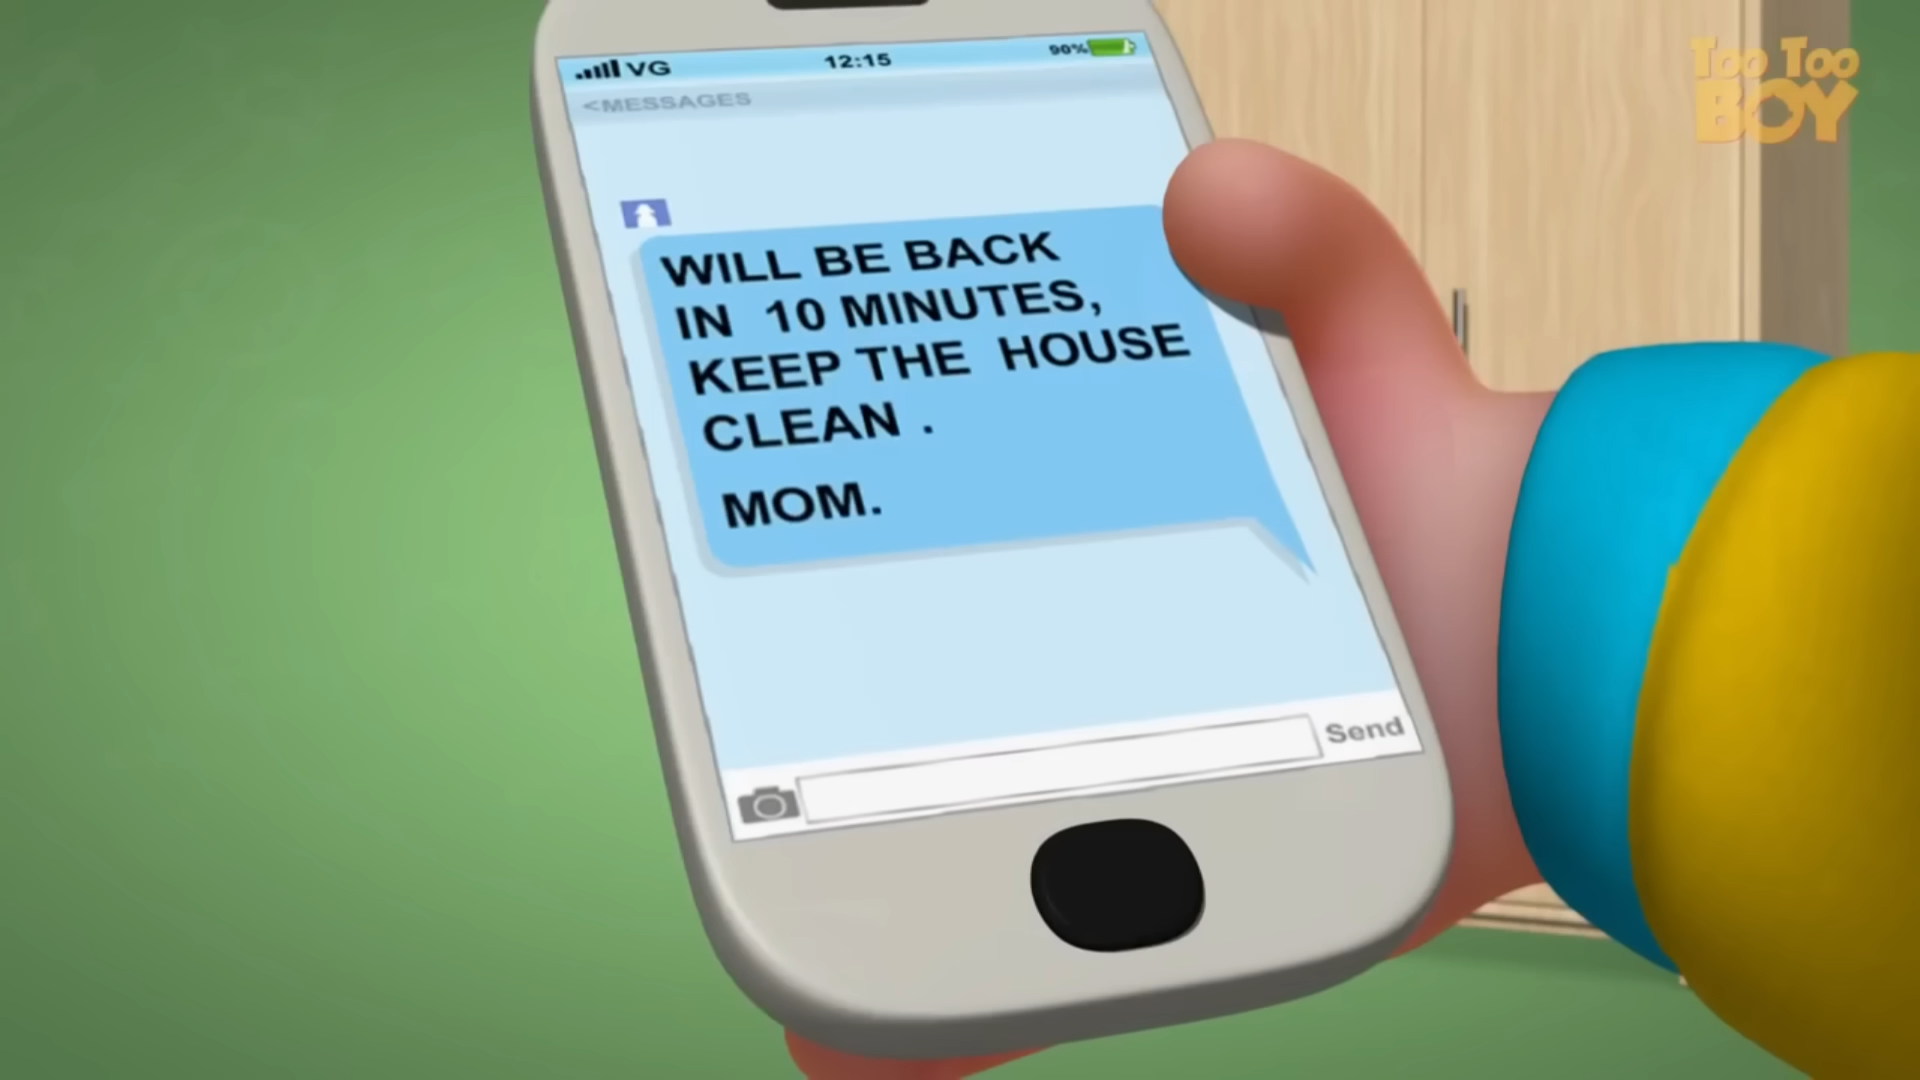 VG 12:15 90%
<MESSAGES
WILL BE BACK
IN 10 MINUTES,
KEEP THE HOUSE
CLEAN .
MOM.
Send
TOO TOO
BOY